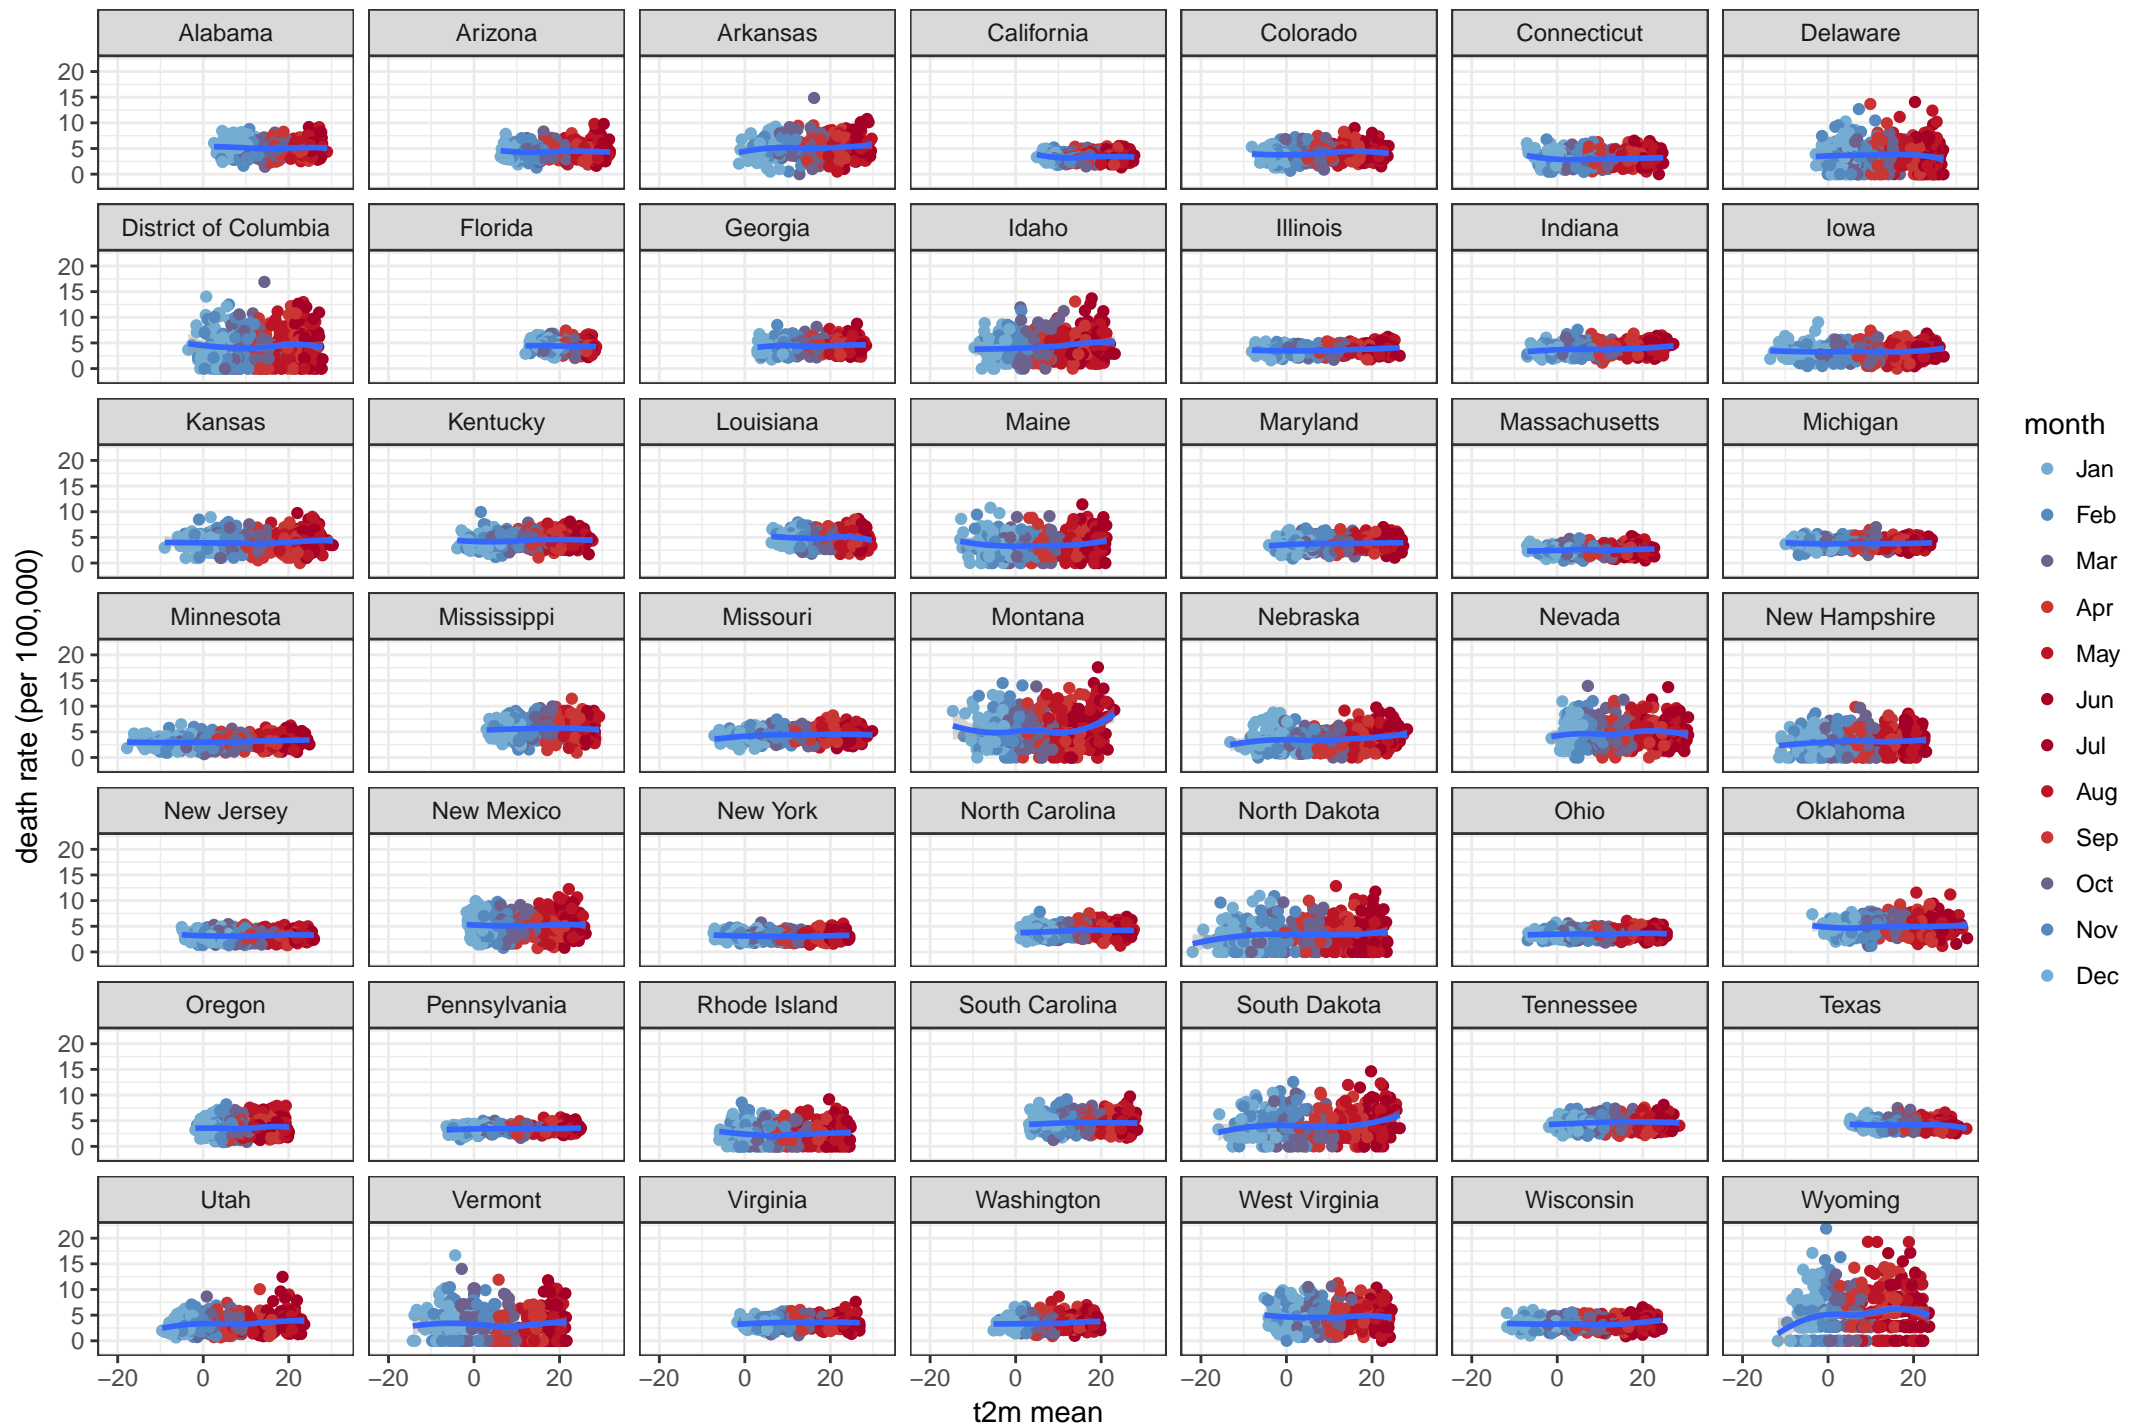 Alabama Arizona Arkansas California Colorado Connecticut Delaware
20
15
10
5
0
District of Columbia Florida Georgia Idaho Illinois Indiana Iowa
20
15
10
5
0
Kansas Kentucky Louisiana Maine Maryland Massachusetts Michigan
20
15
10
5
0
Minnesota Mississippi Missouri Montana Nebraska Nevada New Hampshire
20
15
10
5
0
New Jersey New Mexico New York North Carolina North Dakota Ohio Oklahoma
20
15
10
5
0
Oregon Pennsylvania Rhode Island South Carolina South Dakota Tennessee Texas
20
15
10
5
0
Utah Vermont Virginia Washington West Virginia Wisconsin Wyoming
20
15
10
5
0
−20 0 20 −20 0 20 −20 0 20 −20 0 20 −20 0 20 −20 0 20 −20 0 20
t2m mean
death rate (per 100,000)
month
Jan
Feb
Mar
Apr
May
Jun
Jul
Aug
Sep
Oct
Nov
Dec